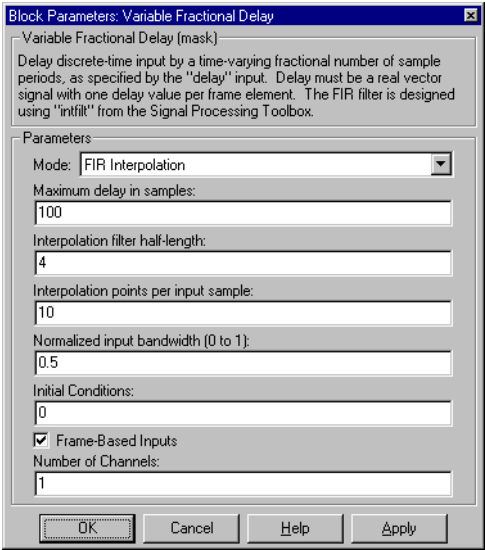 Block Parameters: Variable Fractional Delay
Variable Fractional Delay (mask)
Delay discrete-time input by a time-varying fractional number of sample
periods, as specified by the "delay" input.  Delay must be a real vector
signal with one delay value per frame element.  The FIR filter is designed
using "intfilt" from the Signal Processing Toolbox.
Parameters
Mode: FIR Interpolation
Maximum delay in samples:
100
Interpolation filter half-length:
4
Interpolation points per input sample:
10
Normalized input bandwidth (0 to 1):
0.5
Initial Conditions:
0
Frame-Based Inputs
Number of Channels:
1
OK Cancel Help Apply